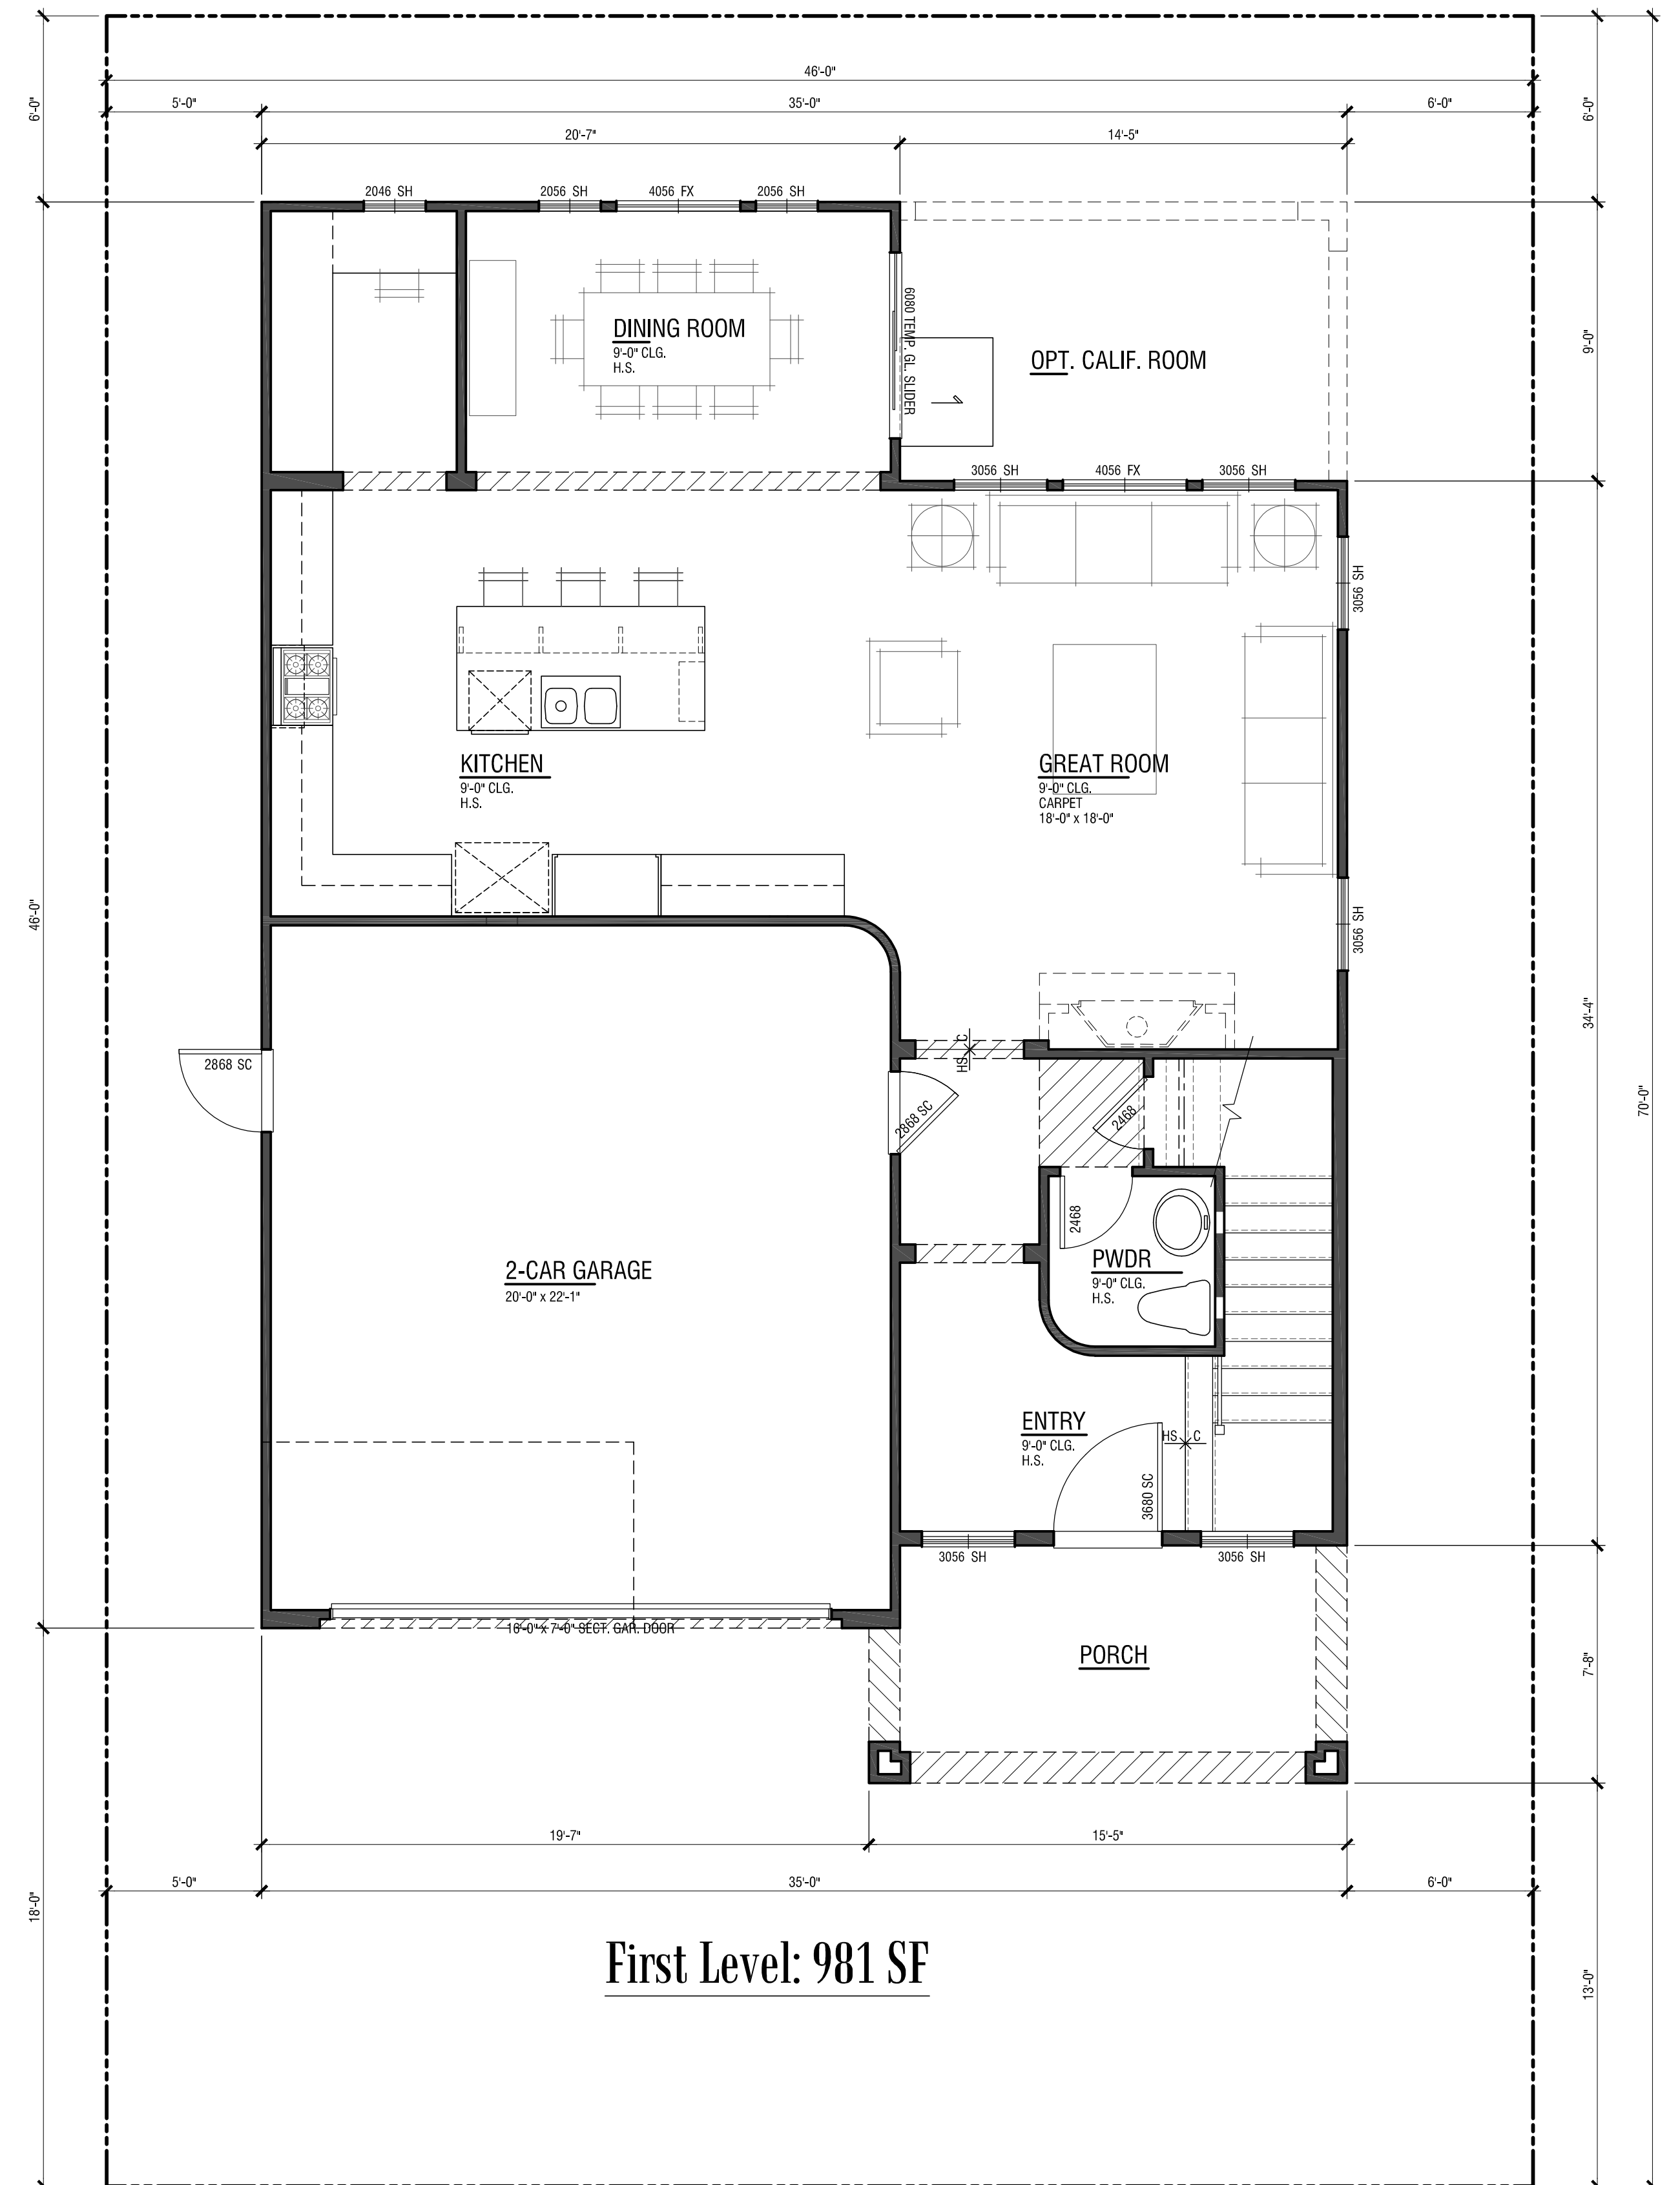 46'-0"
5'-0" 35'-0" 6'-0"
6'-0"
6'-0"
20'-7" 14'-5"
2046 SH 2056 SH 4056 FX 2056 SH
6080 TEMP. GL. SLIDER
DINING ROOM
9'-0" CLG.
H.S.
OPT. CALIF. ROOM
1
9'-0"
3056 SH 4056 FX 3056 SH
3056 SH
KITCHEN
9'-0" CLG.
H.S.
GREAT ROOM
9'-0" CLG.
CARPET
18'-0" x 18'-0"
3056 SH
46'-0"
34'-4"
70'-0"
HS C
2868 SC
2868 SC
2468
2468
PWDR
9'-0" CLG.
H.S.
2-CAR GARAGE
20'-0" x 22'-1"
ENTRY
9'-0" CLG.
H.S.
HS C
3680 SC
3056 SH 3056 SH
16'-0" x 7'-0" SECT. GAR. DOOR
PORCH
7'-8"
19'-7" 15'-5"
5'-0" 35'-0" 6'-0"
18'-0"
13'-0"
First Level: 981 SF